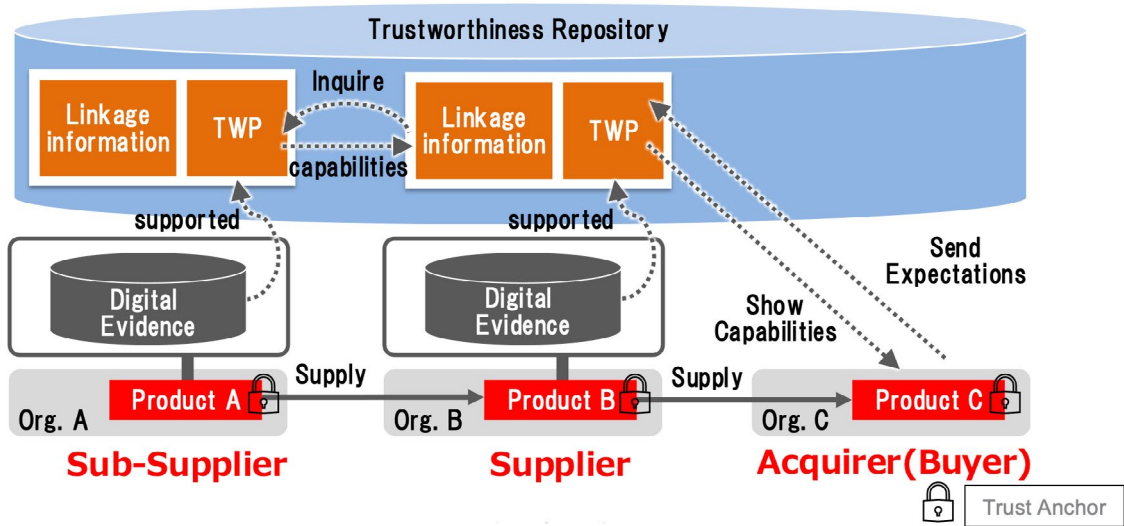 Trustworthiness Repository
Inquire
Linkage
information
TWP
capabilities
Linkage
information
TWP
supported
supported
Digital
Evidence
Digital
Evidence
Send
Expectations
Show
Capabilities
Supply
Supply
Product A
Org. A
Product B
Org. B
Product C
Org. C
Sub-Supplier
Supplier
Acquirer(Buyer)
Trust Anchor